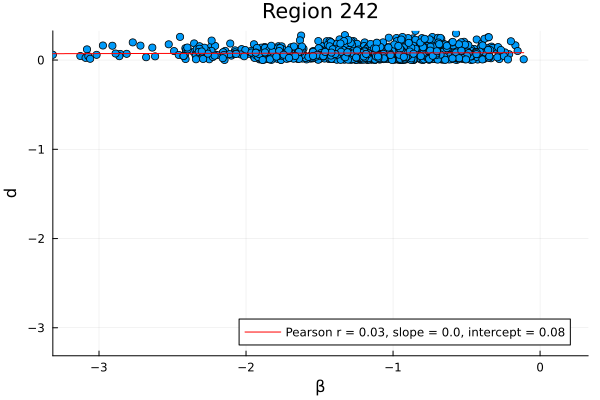 Region 242
0
−1
−2
−3
d
Pearson r = 0.03, slope = 0.0, intercept = 0.08
−3
−2
−1
0
β